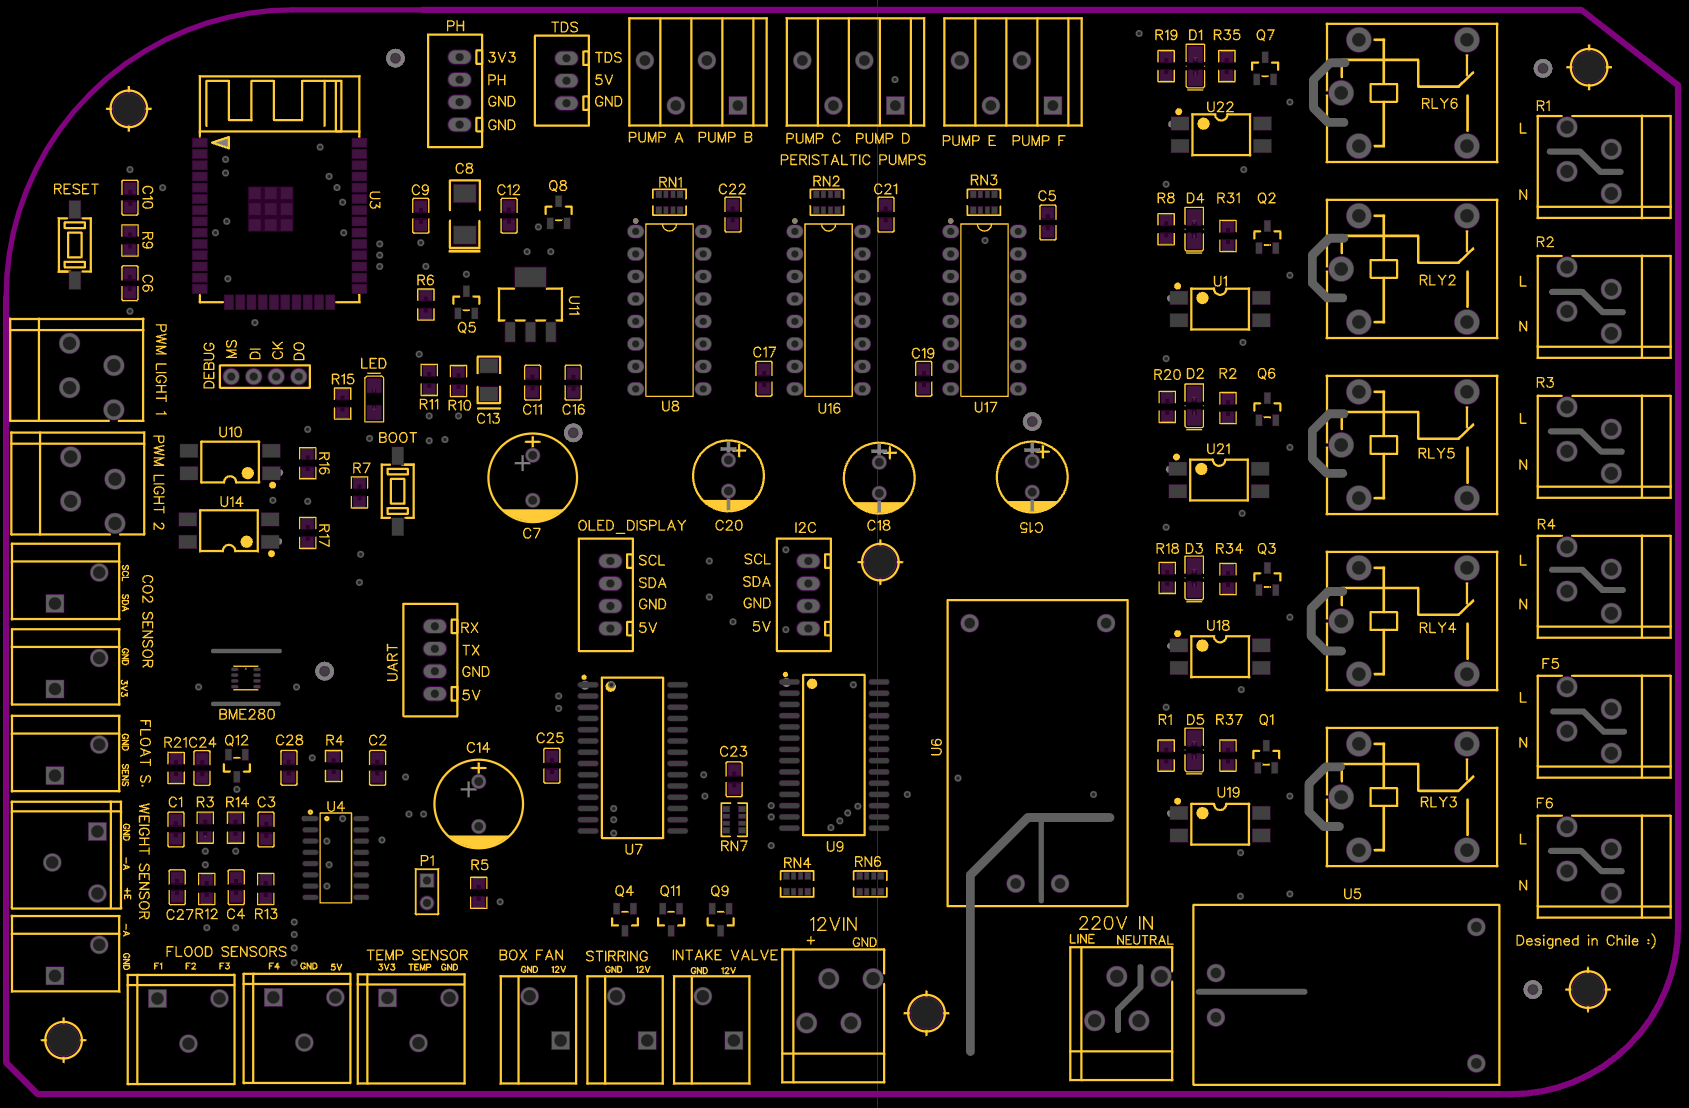 PH
TDS
3V3
PH
GND
GND
TDS
5V
GND
PUMP A
PUMP B
PUMP C
PUMP D
PUMP E
PUMP F
PERISTALTIC PUMPS
R19
D1
R35
Q7
U22
RLY6
R1
L
N
RESET
C10
R9
C6
U3
C9
C8
C12
Q8
RN1
C22
RN2
C21
RN3
C5
R8
D4
R31
Q2
U1
RLY2
R2
L
N
R6
Q5
U11
PWM LIGHT 1
DEBUG
MS
DI
CK
DO
LED
R15
R11
R10
C13
C11
C16
U8
C17
U16
C19
U17
R20
D2
R2
Q6
U21
RLY5
R3
L
N
PWM LIGHT 2
U10
R16
U14
R17
BOOT
R7
C7
C20
C18
C15
OLED_DISPLAY
SCL
SDA
GND
5V
I2C
SCL
SDA
GND
5V
R18
D3
R34
Q3
U18
RLY4
R4
L
N
CO2 SENSOR
SCL
SDA
GND
3V3
UART
RX
TX
GND
5V
BME280
FLOAT S.
GND
SENS
R21
C24
Q12
C28
R4
C2
C14
C25
U7
C23
RN7
U9
U6
R1
D5
R37
Q1
U19
RLY3
F5
L
N
WEIGHT SENSOR
GND
-A
+E
-A
GND
C1
R3
R14
C3
U4
C27
R12
C4
R13
P1
R5
RN4
RN6
Q4
Q11
Q9
F6
L
N
U5
12VIN
+
GND
220V IN
LINE
NEUTRAL
Designed in Chile :)
FLOOD SENSORS
F1
F2
F3
F4
GND
5V
TEMP SENSOR
3V3
TEMP
GND
BOX FAN
GND
12V
STIRRING
GND
12V
INTAKE VALVE
GND
12V